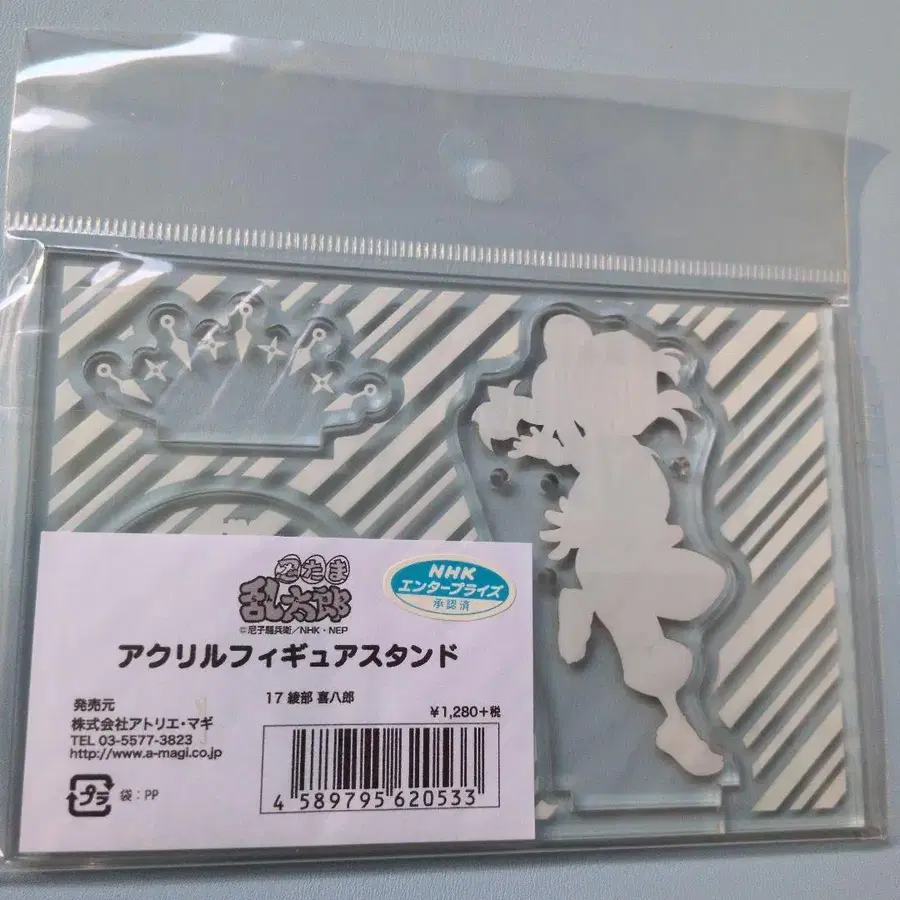 忍たま
乱太郎
©尼子騒兵衛/NHK・NEP
NHK
エンタープライズ
承認済
アクリルフィギュアスタンド
17 綾部 喜八郎
¥1,280+税
発売元
株式会社アトリエ・マギ
TEL 03-5577-3823
http://www.a-magi.co.jp
プラ 袋：PP
4 589795 620533